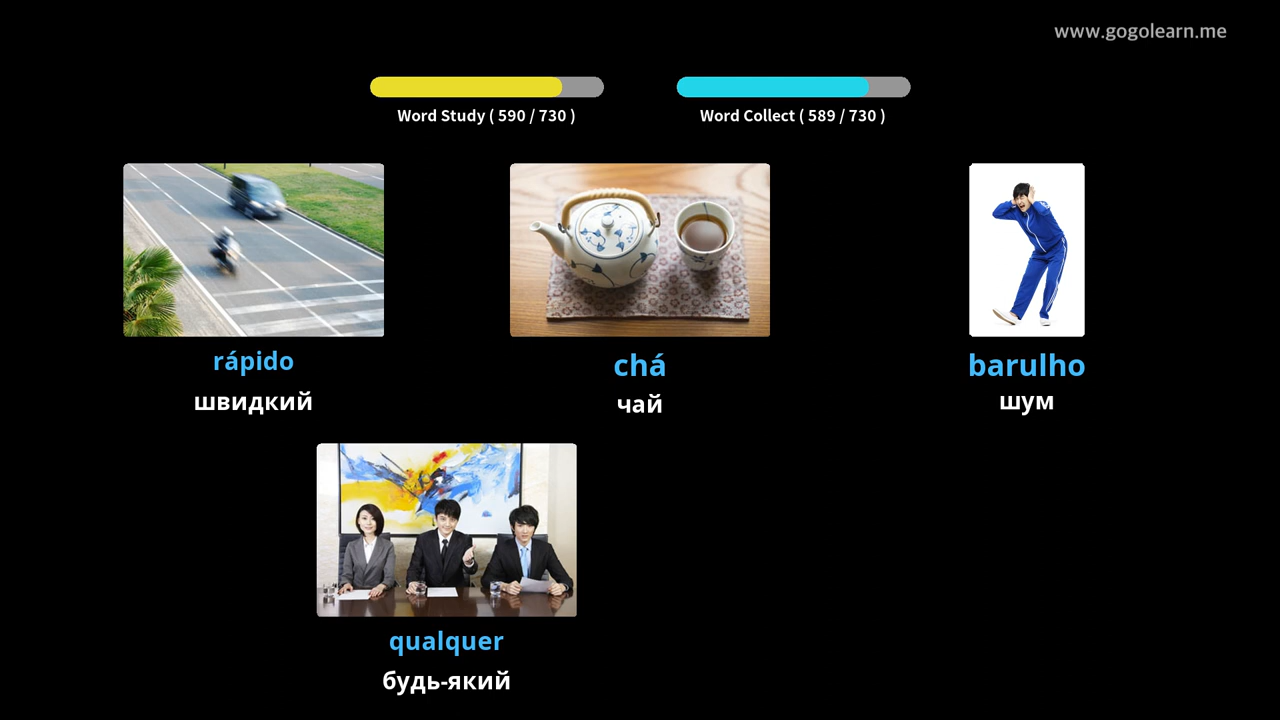 www.gogolearn.me
Word Study ( 590 / 730 )
Word Collect ( 589 / 730 )
rápido
chá
barulho
швидкий
чай
шум
qualquer
будь-який